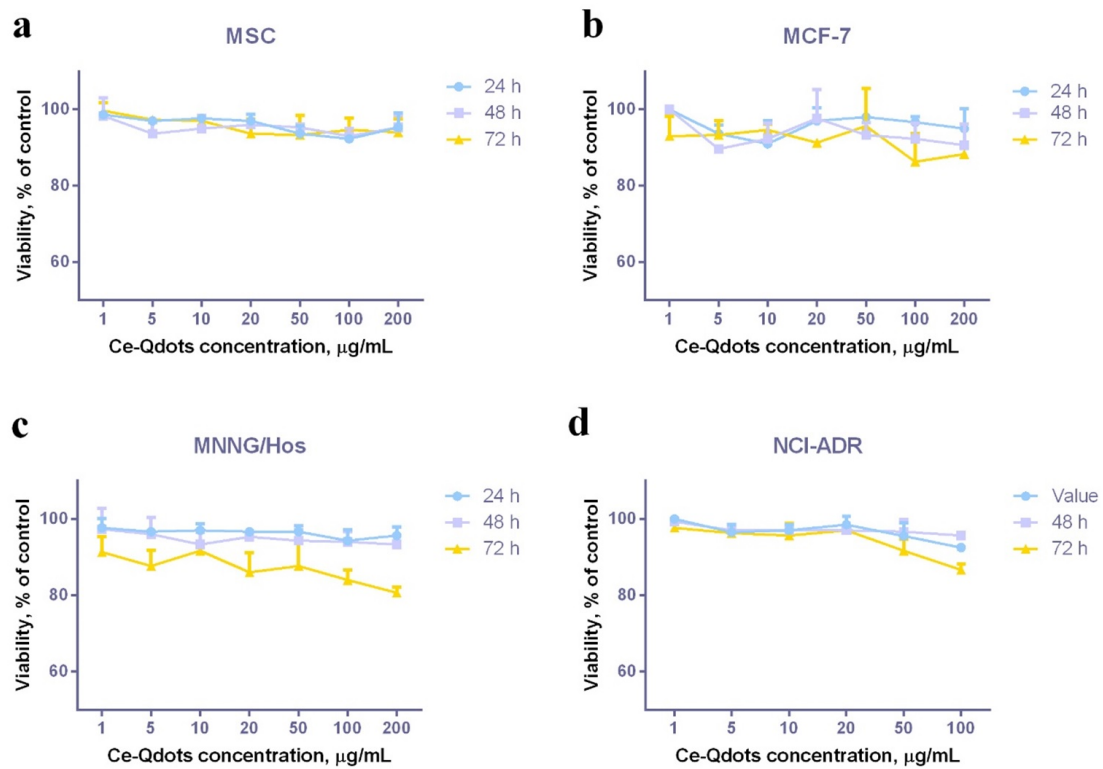 a
MSC
100
80
60
Viability, % of control
1 5 10 20 50 100 200
Ce-Qdots concentration, μg/mL
24 h
48 h
72 h
b
MCF-7
100
80
60
Viability, % of control
1 5 10 20 50 100 200
Ce-Qdots concentration, μg/mL
24 h
48 h
72 h
c
MNNG/Hos
100
80
60
Viability, % of control
1 5 10 20 50 100 200
Ce-Qdots concentration, μg/mL
24 h
48 h
72 h
d
NCI-ADR
100
80
60
Viability, % of control
1 5 10 20 50 100
Ce-Qdots concentration, μg/mL
Value
48 h
72 h